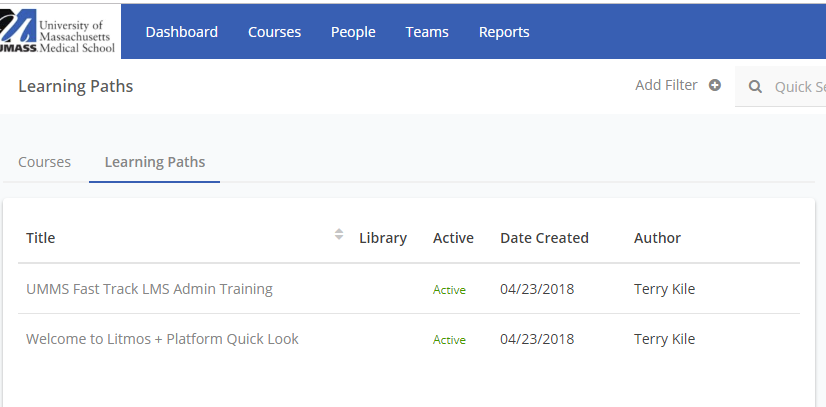 University of
Massachusetts
UMASS Medical School
Dashboard Courses People Teams Reports
Learning Paths
Add Filter
Quick
Courses Learning Paths
Title Library Active Date Created Author
UMMS Fast Track LMS Admin Training Active 04/23/2018 Terry Kile
Welcome to Litmos + Platform Quick Look Active 04/23/2018 Terry Kile